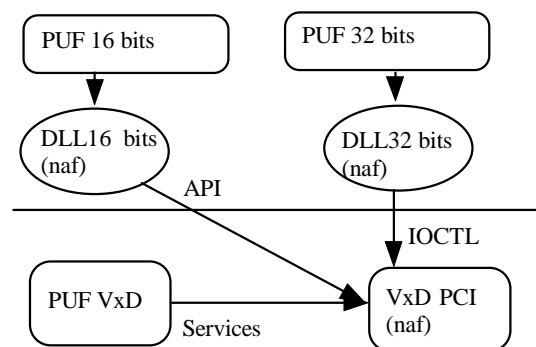 PUF 16 bits
PUF 32 bits
DLL16 bits
(naf)
DLL32 bits
(naf)
API
IOCTL
PUF VxD
Services
VxD PCI
(naf)